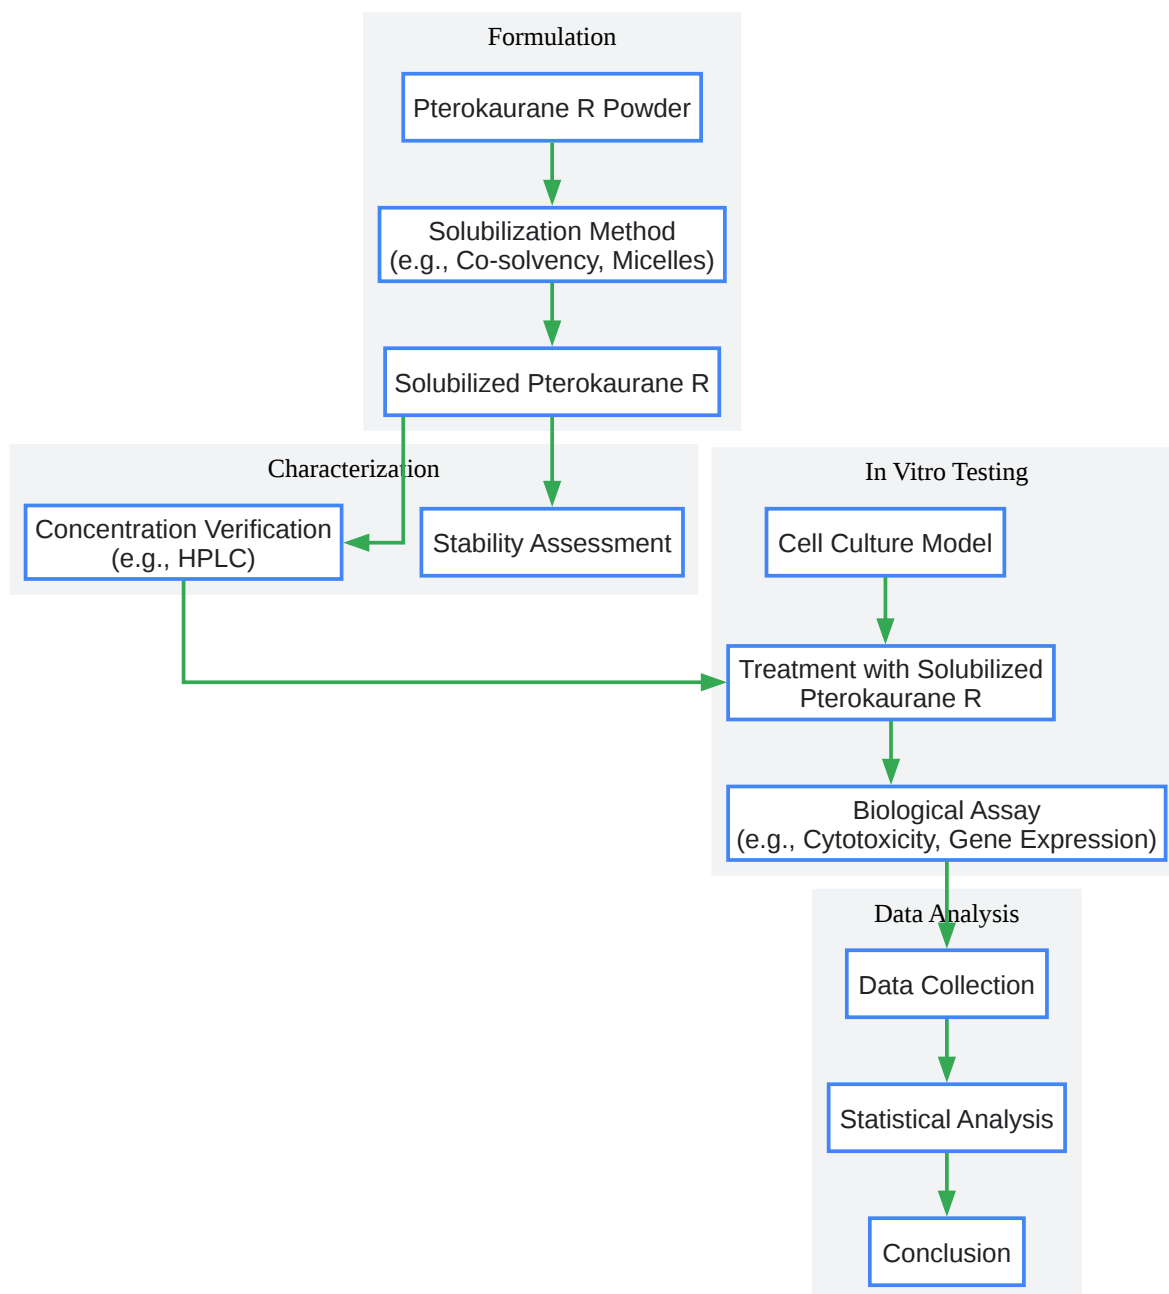 Formulation
Pterokaurane R Powder
Solubilization Method
(e.g., Co-solvency, Micelles)
Solubilized Pterokaurane R
Characterization
Concentration Verification
(e.g., HPLC)
Stability Assessment
In Vitro Testing
Cell Culture Model
Treatment with Solubilized
Pterokaurane R
Biological Assay
(e.g., Cytotoxicity, Gene Expression)
Data Analysis
Data Collection
Statistical Analysis
Conclusion